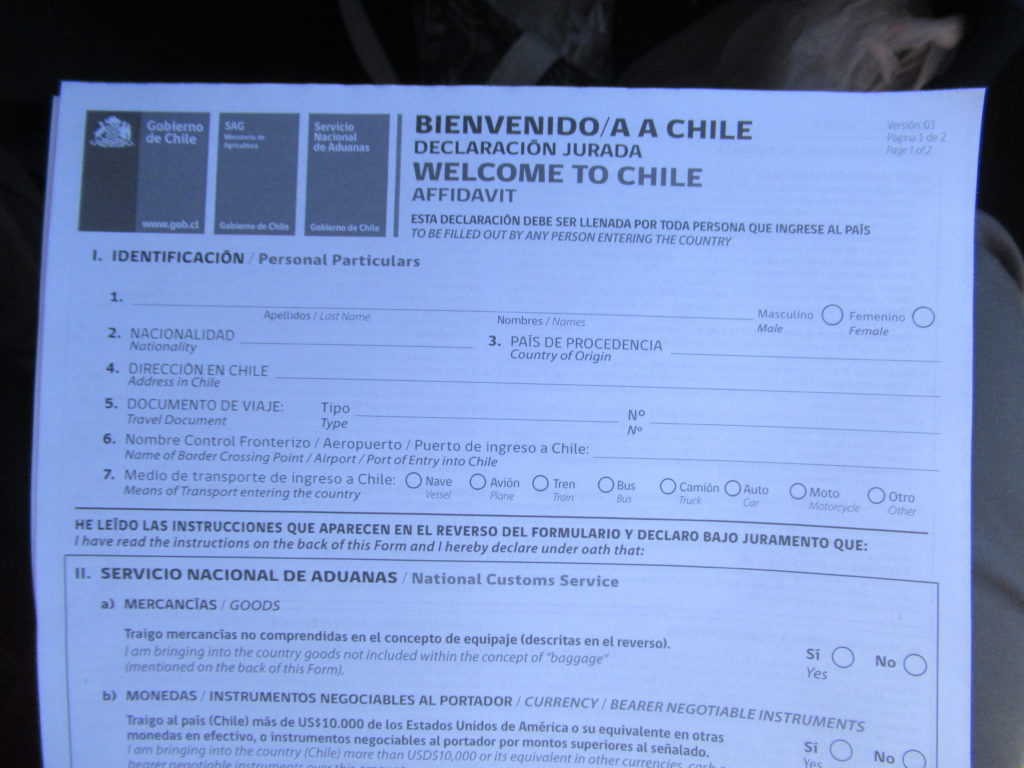 Gobierno
de Chile
www.gob.cl
SAG
Ministerio de
Agricultura
Gobierno de Chile
Servicio
Nacional
de Aduanas
Gobierno de Chile
BIENVENIDO/A A CHILE
DECLARACIÓN JURADA
WELCOME TO CHILE
AFFIDAVIT
ESTA DECLARACIÓN DEBE SER LLENADA POR TODA PERSONA QUE INGRESE AL PAÍS
TO BE FILLED OUT BY ANY PERSON ENTERING THE COUNTRY
Versión: 03
Página 1 de 2
Page 1 of 2
I. IDENTIFICACIÓN / Personal Particulars
1.
Apellidos / Last Name Nombres / Names
Masculino Femenino
Male Female
2. NACIONALIDAD 3. PAÍS DE PROCEDENCIA
Nationality Country of Origin
4. DIRECCIÓN EN CHILE
Address in Chile
5. DOCUMENTO DE VIAJE: Tipo Nº
Travel Document Type Nº
6. Nombre Control Fronterizo / Aeropuerto / Puerto de ingreso a Chile:
Name of Border Crossing Point / Airport / Port of Entry into Chile
7. Medio de transporte de ingreso a Chile: Nave Avión Tren Bus Camión Auto Moto Otro
Means of Transport entering the country Vessel Plane Train Bus Truck Car Motorcycle Other
HE LEÍDO LAS INSTRUCCIONES QUE APARECEN EN EL REVERSO DEL FORMULARIO Y DECLARO BAJO JURAMENTO QUE:
I have read the instructions on the back of this Form and I hereby declare under oath that:
II. SERVICIO NACIONAL DE ADUANAS / National Customs Service
a) MERCANCÍAS / GOODS
Traigo mercancías no comprendidas en el concepto de equipaje (descritas en el reverso).
I am bringing into the country goods not included within the concept of "baggage"
(mentioned on the back of this Form).
Sí No
Yes
b) MONEDAS / INSTRUMENTOS NEGOCIABLES AL PORTADOR / CURRENCY / BEARER NEGOTIABLE INSTRUMENTS
Traigo al país (Chile) más de US$10.000 de los Estados Unidos de América o su equivalente en otras
monedas en efectivo, o instrumentos negociables al portador por montos superiores al señalado.
I am bringing into the country (Chile) more than USD$10,000 or its equivalent in other currencies, cash
bearer negotiable instruments over this
Sí No
Yes